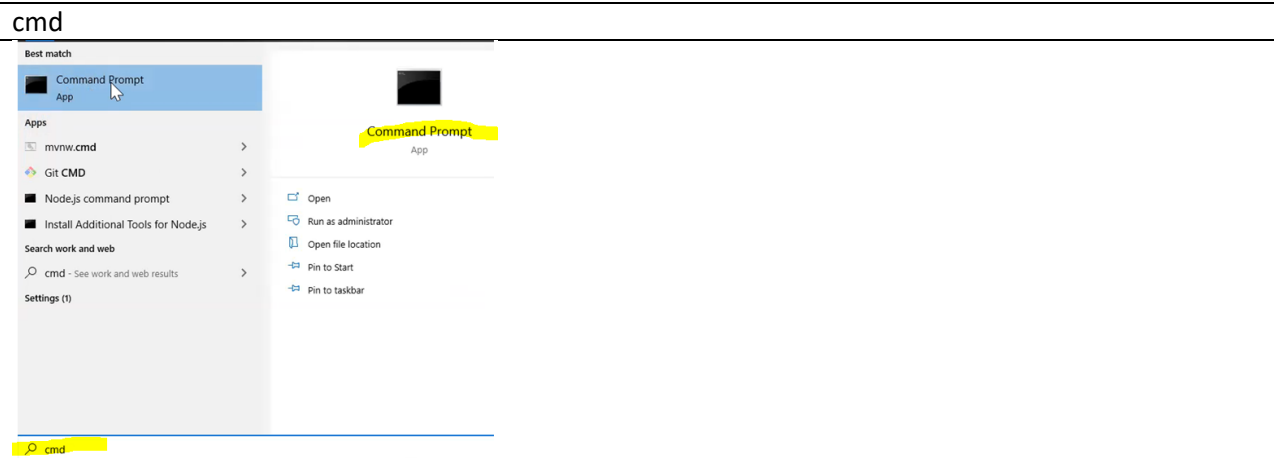 cmd
Best match
Command Prompt
App
Apps
mvnw.cmd
Git CMD
Node.js command prompt
Install Additional Tools for Node.js
Search work and web
cmd - See work and web results
Settings (1)
Command Prompt
App
Open
Run as administrator
Open file location
Pin to Start
Pin to taskbar
cmd